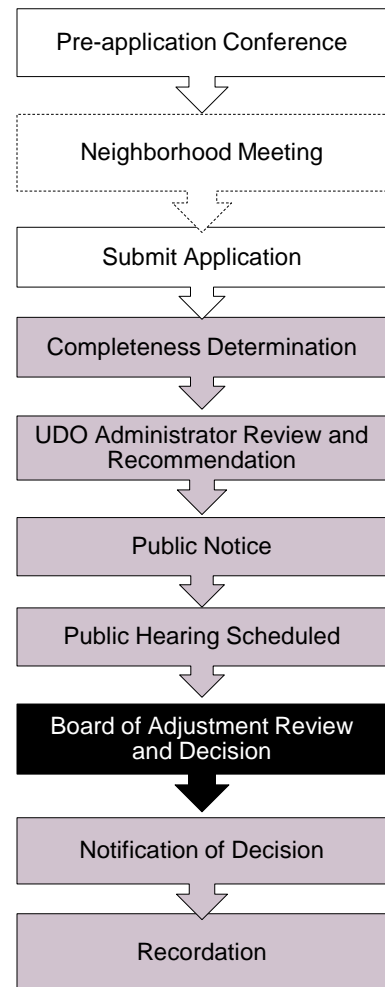 Pre-application Conference
Neighborhood Meeting
Submit Application
Completeness Determination
UDO Administrator Review and
Recommendation
Public Notice
Public Hearing Scheduled
Board of Adjustment Review
and Decision
Notification of Decision
Recordation